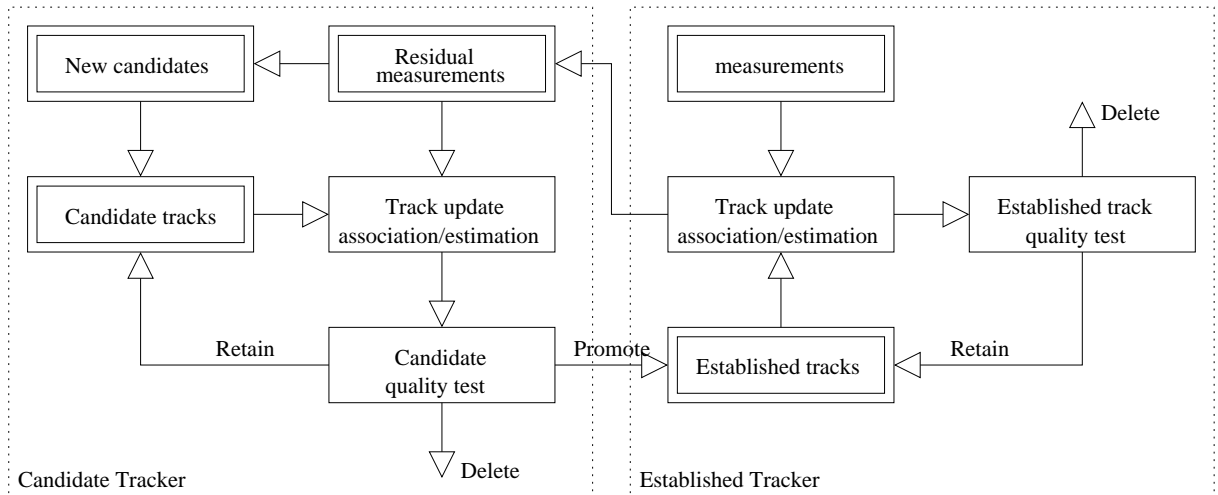 New candidates
Residual
measurements
measurements
Delete
Candidate tracks
Track update
association/estimation
Track update
association/estimation
Established track
quality test
Retain
Candidate
quality test
Promote
Established tracks
Retain
Delete
Candidate Tracker
Established Tracker